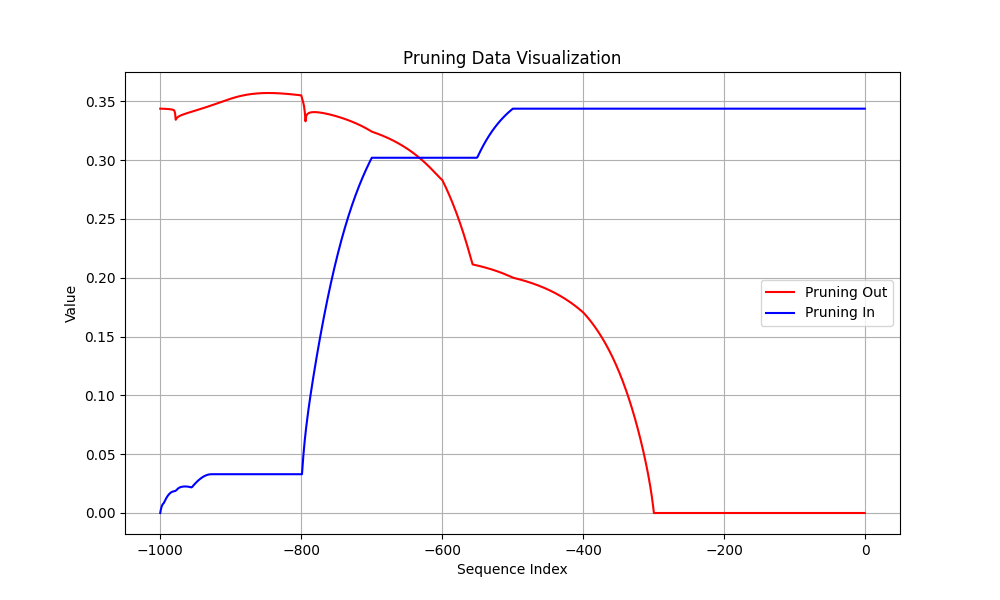 Pruning Data Visualization
0.35
0.30
0.25
0.20
0.15
0.10
0.05
0.00
Value
Pruning Out
Pruning In
−1000 −800 −600 −400 −200 0
Sequence Index